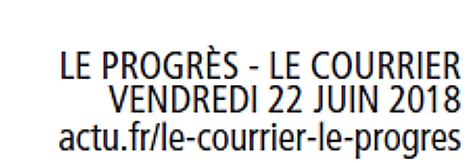 LE PROGRÈS - LE COURRIER
VENDREDI 22 JUIN 2018
actu.fr/le-courrier-le-progres